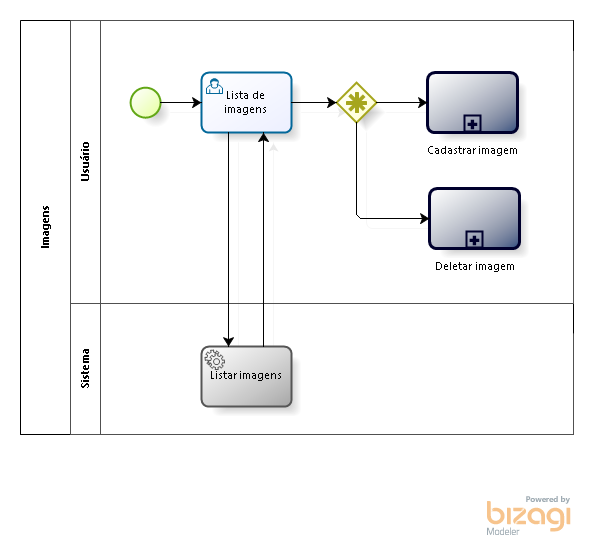 Imagens
Usuário
Lista de
imagens
Cadastrar imagem
Deletar imagem
Sistema
Listar imagens
Powered by
bizagi
Modeler